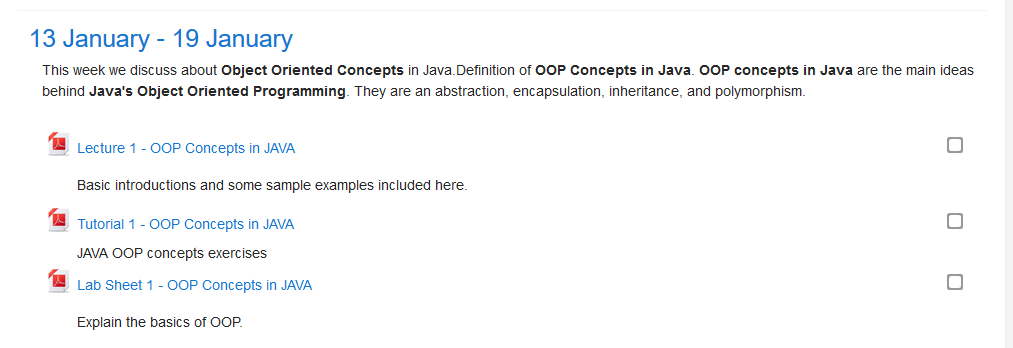 13 January - 19 January
This week we discuss about Object Oriented Concepts in Java.Definition of OOP Concepts in Java. OOP concepts in Java are the main ideas
behind Java's Object Oriented Programming. They are an abstraction, encapsulation, inheritance, and polymorphism.
Lecture 1 - OOP Concepts in JAVA
Basic introductions and some sample examples included here.
Tutorial 1 - OOP Concepts in JAVA
JAVA OOP concepts exercises
Lab Sheet 1 - OOP Concepts in JAVA
Explain the basics of OOP.